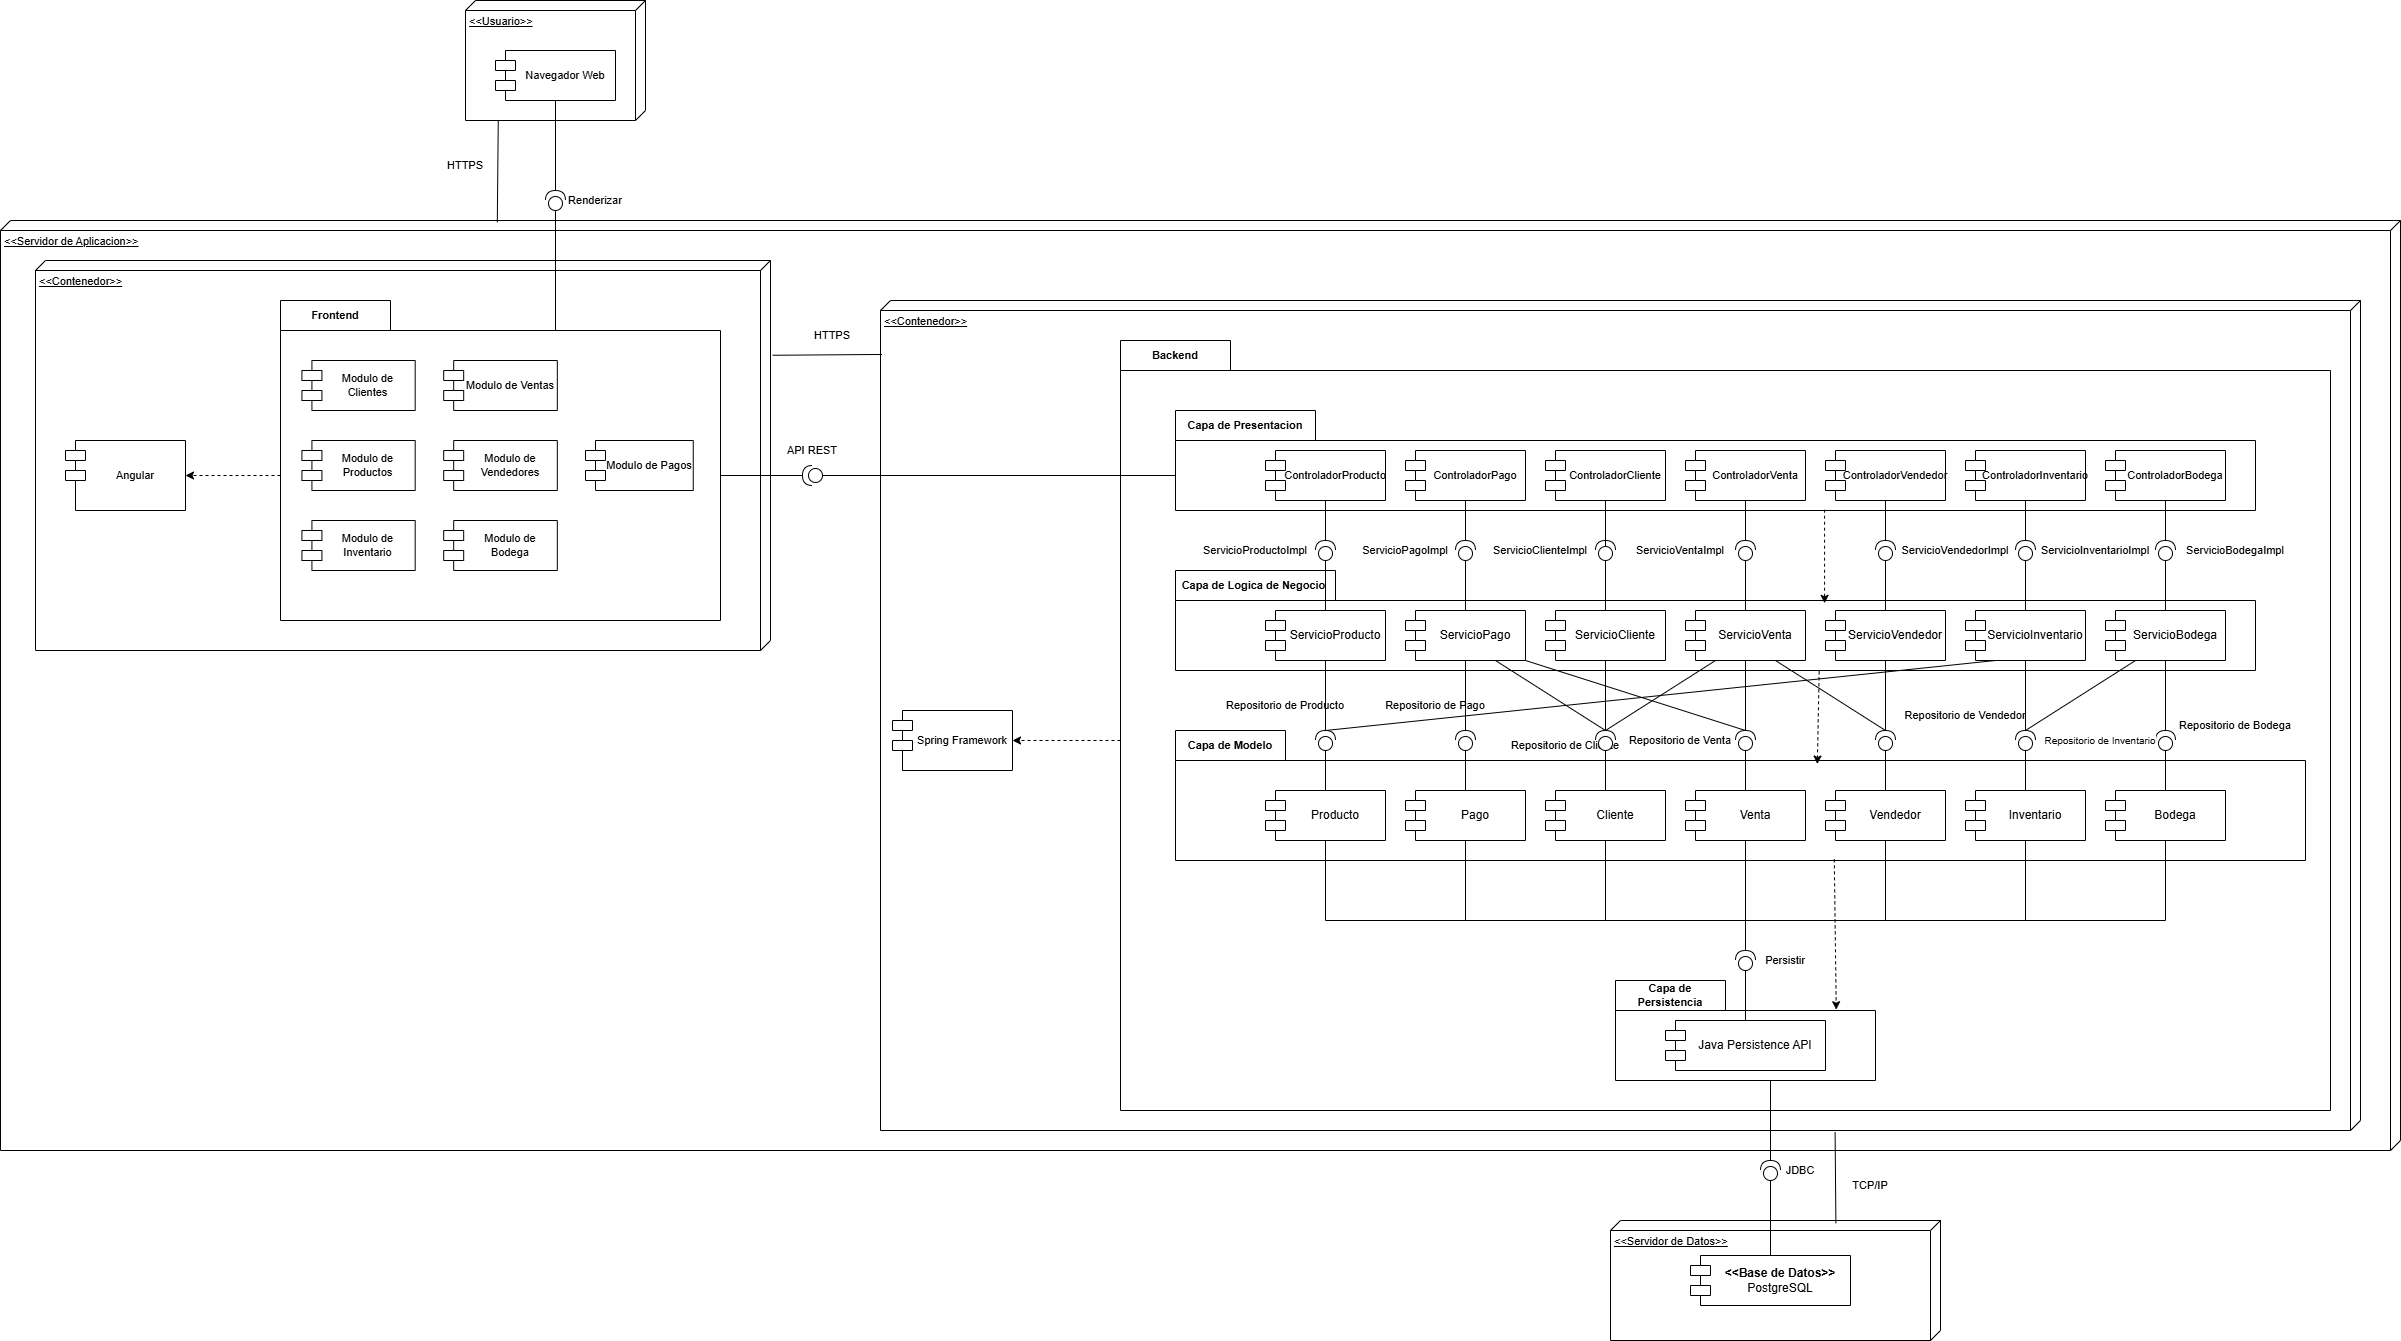 <<Usuario>>
Navegador Web
HTTPS
Renderizar
<<Servidor de Aplicacion>>
<<Contenedor>>
Frontend
Modulo de
Clientes
Modulo de Ventas
Modulo de
Productos
Modulo de
Vendedores
Modulo de Pagos
Angular
Modulo de
Inventario
Modulo de
Bodega
HTTPS
API REST
<<Contenedor>>
Backend
Capa de Presentacion
ControladorProducto
ControladorPago
ControladorCliente
ControladorVenta
ControladorVendedor
ControladorInventario
ControladorBodega
ServicioProductoImpl
ServicioPagoImpl
ServicioClienteImpl
ServicioVentaImpl
ServicioVendedorImpl
ServicioInventarioImpl
ServicioBodegaImpl
Capa de Logica de Negocio
ServicioProducto
ServicioPago
ServicioCliente
ServicioVenta
ServicioVendedor
ServicioInventario
ServicioBodega
Repositorio de Producto
Repositorio de Pago
Repositorio de Cliente
Repositorio de Venta
Repositorio de Vendedor
Repositorio de Inventario
Repositorio de Bodega
Spring Framework
Capa de Modelo
Producto
Pago
Cliente
Venta
Vendedor
Inventario
Bodega
Persistir
Capa de
Persistencia
Java Persistence API
JDBC
TCP/IP
<<Servidor de Datos>>
<<Base de Datos>>
PostgreSQL